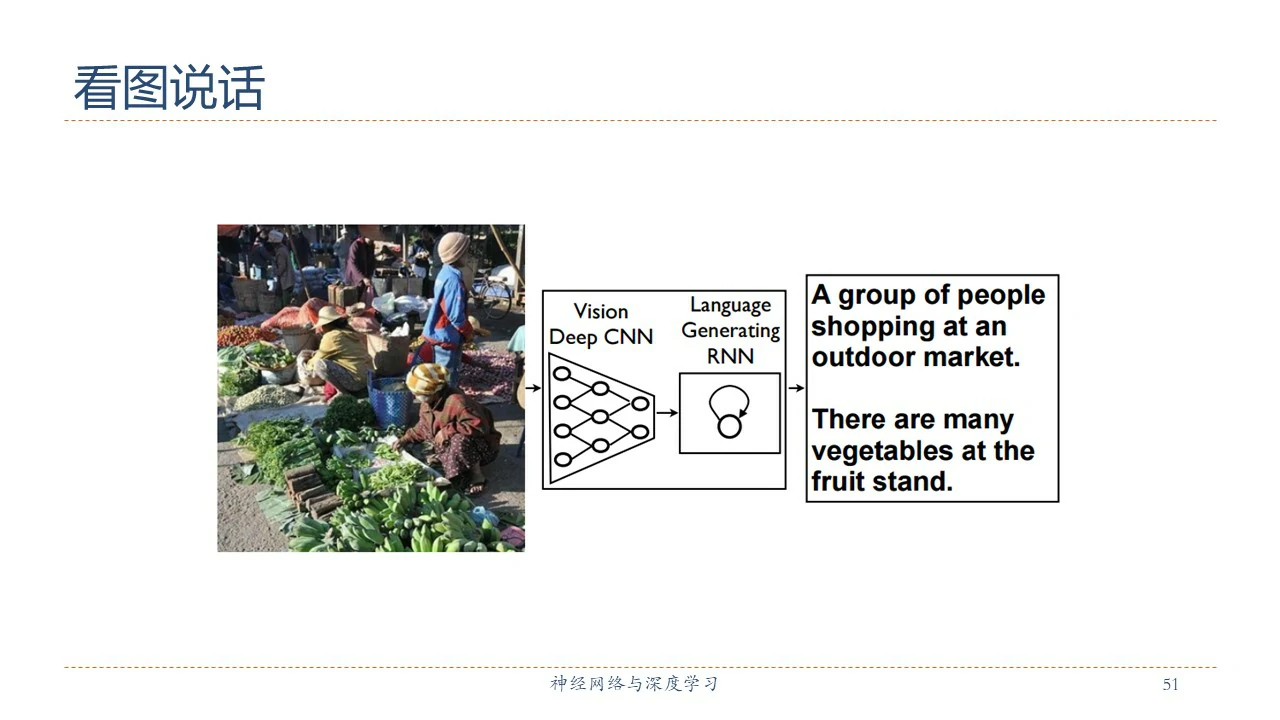 看图说话
Vision
Deep CNN
Language
Generating
RNN
A group of people
shopping at an
outdoor market.
There are many
vegetables at the
fruit stand.
神经网络与深度学习
51